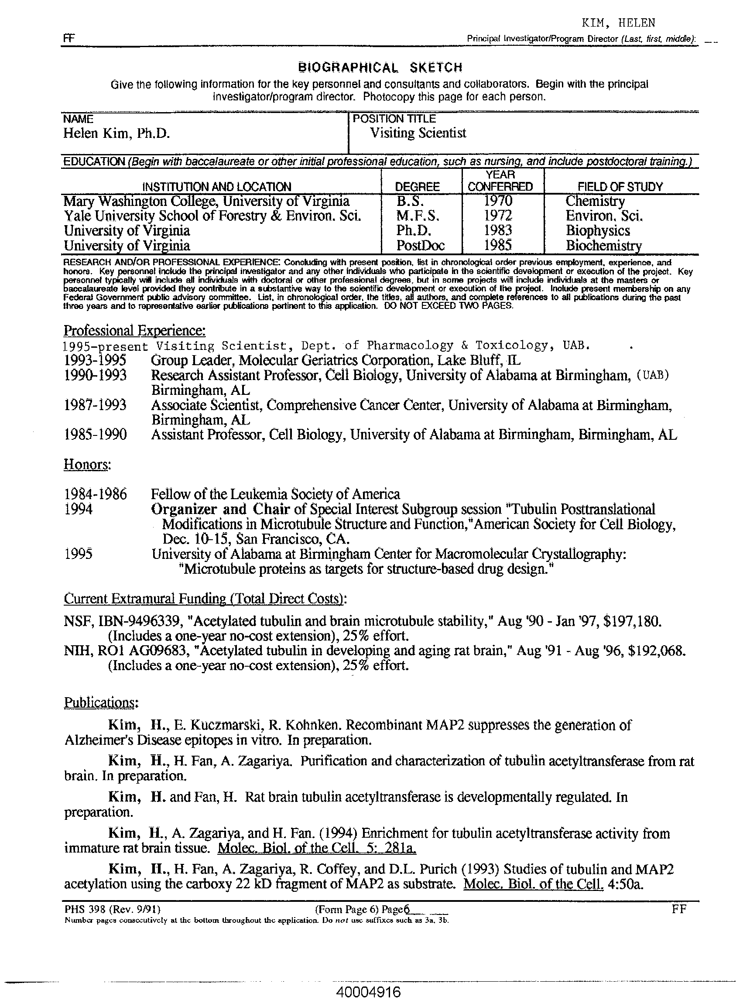 KIM, HELEN
FF Principal Investigator/Program Director (Last, first, middle):
BIOGRAPHICAL SKETCH
Give the following information for the key personnel and consultants and collaborators. Begin with the principal
investigator/program director. Photocopy this page for each person.
NAME POSITION TITLE
Helen Kim, Ph.D. Visiting Scientist
EDUCATION (Begin with baccalaureate or other initial professional education, such as nursing, and include postdoctoral training.)
INSTITUTION AND LOCATION DEGREE YEAR CONFERRED FIELD OF STUDY
Mary Washington College, University of Virginia B.S. 1970 Chemistry
Yale University School of Forestry & Environ. Sci. M.F.S. 1972 Environ. Sci.
University of Virginia Ph.D. 1983 Biophysics
University of Virginia PostDoc 1985 Biochemistry
RESEARCH AND/OR PROFESSIONAL EXPERIENCE: Concluding with present position, list in chronological order previous employment, experience, and
honors. Key personnel include the principal investigator and any other individuals who participate in the scientific development or execution of the project. Key
personnel typically will include all individuals with doctoral or other professional degrees, but in some projects will include individuals at the masters or
baccalaureate level provided they contribute in a substantive way to the scientific development or execution of the project. Include present membership on any
Federal Government public advisory committee. List, in chronological order, the titles, all authors, and complete references to all publications during the past
three years and to representative earlier publications pertinent to this application. DO NOT EXCEED TWO PAGES.
Professional Experience:
1995-present Visiting Scientist, Dept. of Pharmacology & Toxicology, UAB.
1993-1995 Group Leader, Molecular Geriatrics Corporation, Lake Bluff, IL
1990-1993 Research Assistant Professor, Cell Biology, University of Alabama at Birmingham, (UAB)
Birmingham, AL
1987-1993 Associate Scientist, Comprehensive Cancer Center, University of Alabama at Birmingham,
Birmingham, AL
1985-1990 Assistant Professor, Cell Biology, University of Alabama at Birmingham, Birmingham, AL
Honors:
1984-1986 Fellow of the Leukemia Society of America
1994 Organizer and Chair of Special Interest Subgroup session "Tubulin Posttranslational
Modifications in Microtubule Structure and Function,"American Society for Cell Biology,
Dec. 10-15, San Francisco, CA.
1995 University of Alabama at Birmingham Center for Macromolecular Crystallography:
"Microtubule proteins as targets for structure-based drug design."
Current Extramural Funding (Total Direct Costs):
NSF, IBN-9496339, "Acetylated tubulin and brain microtubule stability," Aug '90 - Jan '97, $197,180.
(Includes a one-year no-cost extension), 25% effort.
NIH, RO1 AG09683, "Acetylated tubulin in developing and aging rat brain," Aug '91 - Aug '96, $192,068.
(Includes a one-year no-cost extension), 25% effort.
Publications:
Kim, H., E. Kuczmarski, R. Kohnken. Recombinant MAP2 suppresses the generation of
Alzheimer's Disease epitopes in vitro. In preparation.
Kim, H., H. Fan, A. Zagariya. Purification and characterization of tubulin acetyltransferase from rat
brain. In preparation.
Kim, H. and Fan, H. Rat brain tubulin acetyltransferase is developmentally regulated. In
preparation.
Kim, H., A. Zagariya, and H. Fan. (1994) Enrichment for tubulin acetyltransferase activity from
immature rat brain tissue. Molec. Biol. of the Cell. 5: 281a.
Kim, H., H. Fan, A. Zagariya, R. Coffey, and D.L. Purich (1993) Studies of tubulin and MAP2
acetylation using the carboxy 22 kD fragment of MAP2 as substrate. Molec. Biol. of the Cell. 4:50a.
PHS 398 (Rev. 9/91) (Form Page 6) Page 6 FF
Number pages consecutively at the bottom throughout the application. Do not use suffixes such as 3a, 3b.
40004916